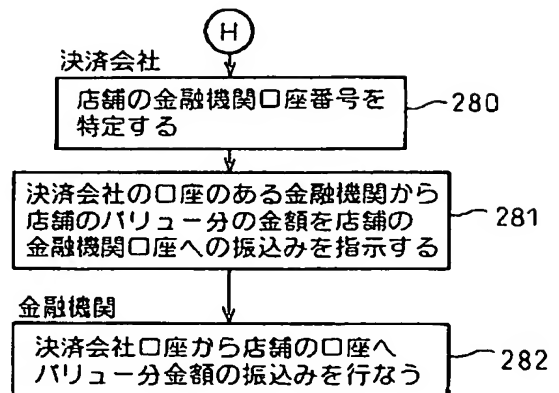 H
決済会社
店舗の金融機関口座番号を
特定する
280
決済会社の口座のある金融機関から
店舗のバリュー分の金額を店舗の
金融機関口座への振込みを指示する
281
金融機関
決済会社口座から店舗の口座へ
バリュー分金額の振込みを行なう
282